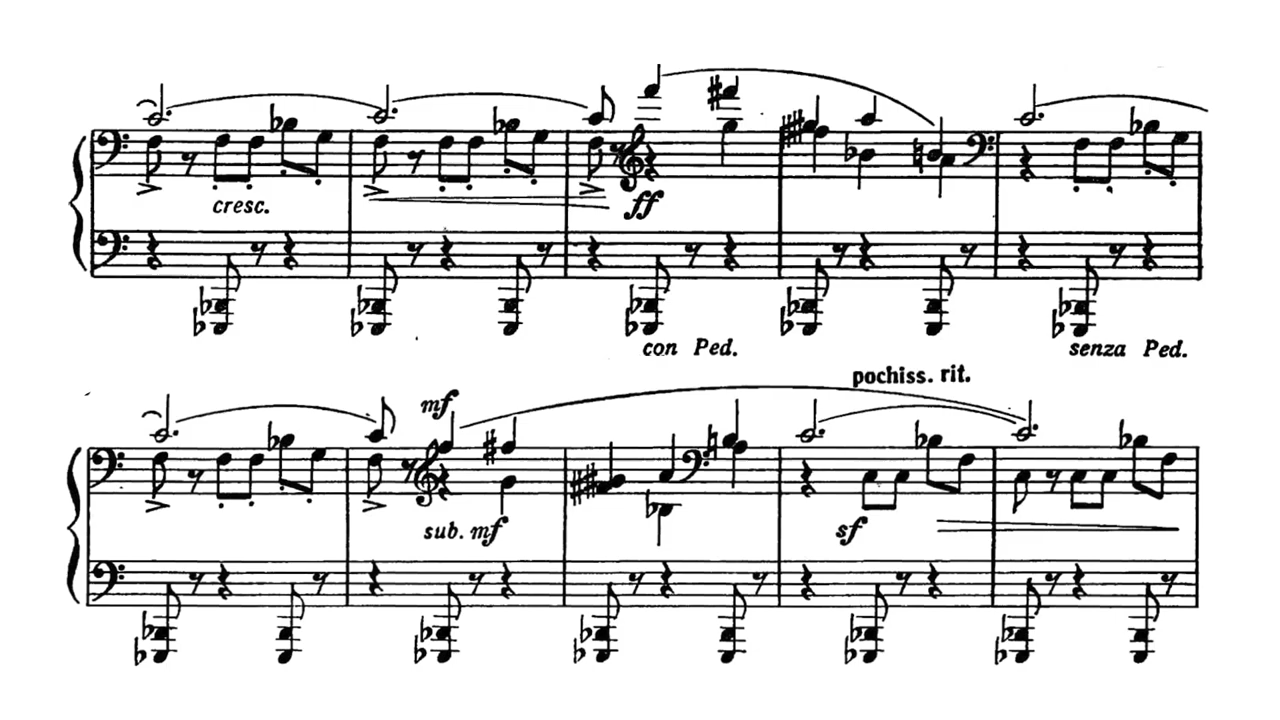 cresc.
ff
con Ped.
senza Ped.
pochiss. rit.
mf
sub. mf
sf